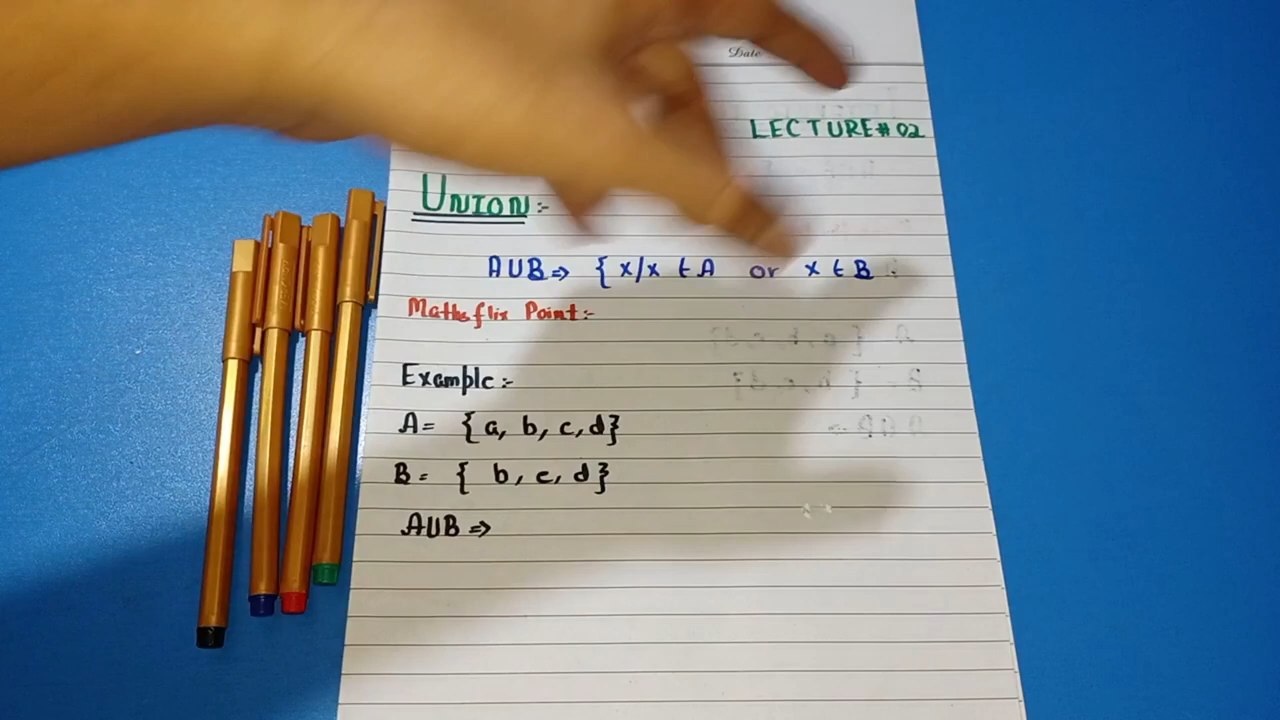 Date
LECTURE # 02
UNION:-
AUB⇒ {x/x ∈ A or x ∈ B
Mathsflix Point:-
Example:-
A= {a, b, c, d}
B= { b, c, d}
AUB ⇒